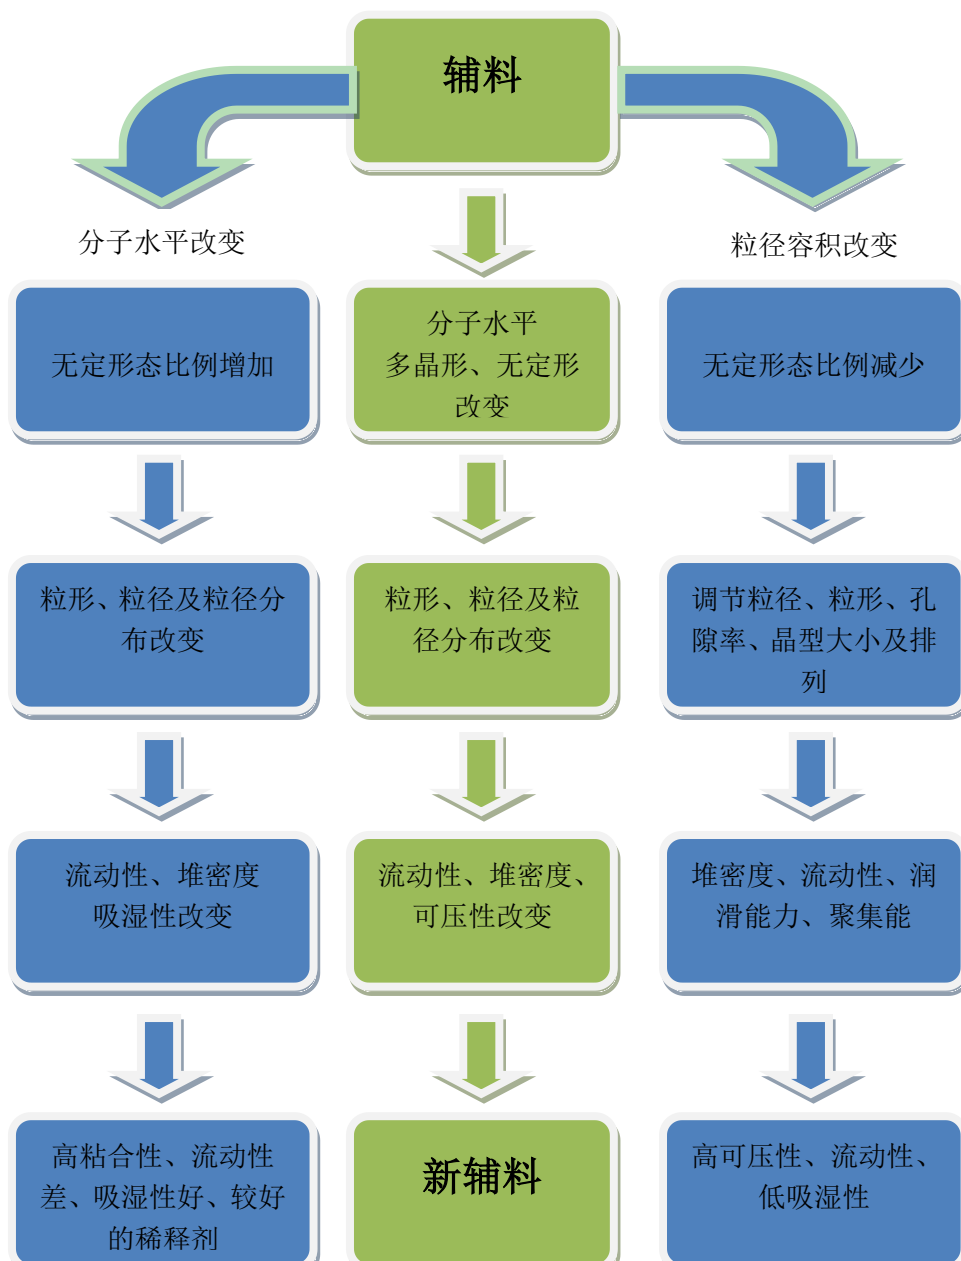 辅料
分子水平改变
粒径容积改变
无定形态比例增加
分子水平
多晶形、无定形
改变
无定形态比例减少
粒形、粒径及粒径分
布改变
粒形、粒径及粒
径分布改变
调节粒径、粒形、孔
隙率、晶型大小及排
列
流动性、堆密度
吸湿性改变
流动性、堆密度、
可压性改变
堆密度、流动性、润
滑能力、聚集能
高粘合性、流动性
差、吸湿性好、较好
的稀释剂
新辅料
高可压性、流动性、
低吸湿性